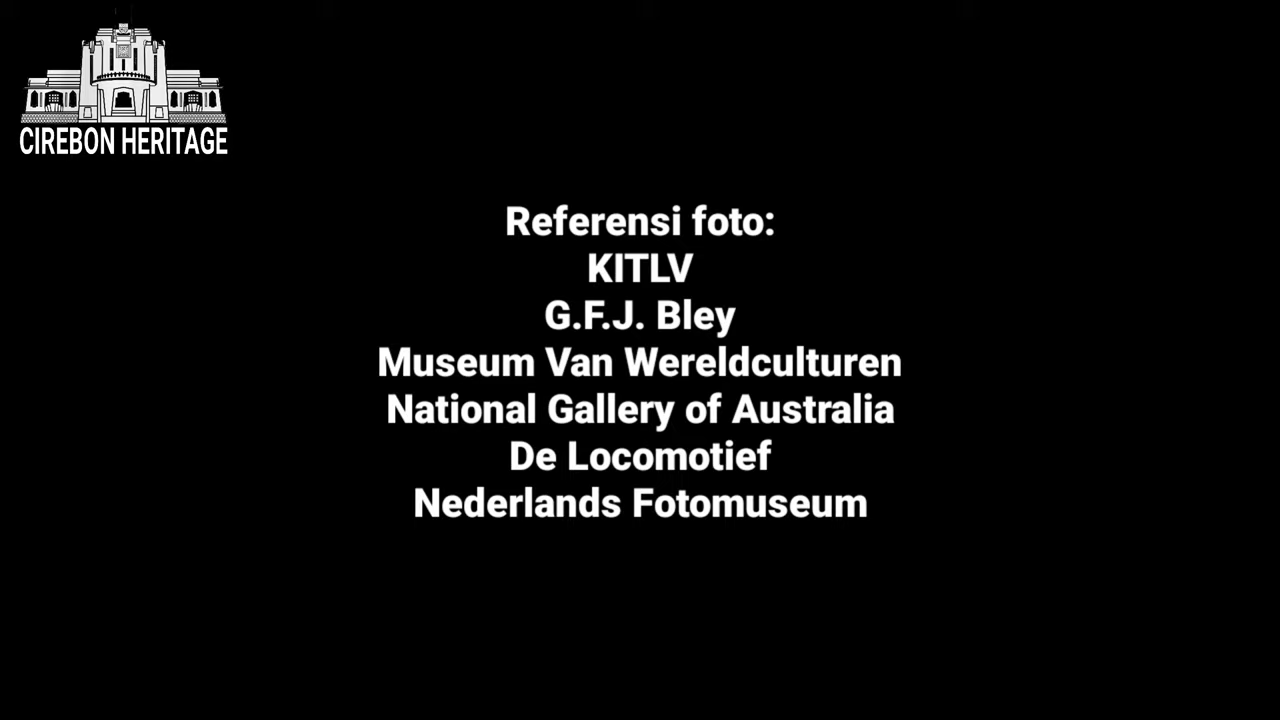 CIREBON HERITAGE
Referensi foto:
KITLV
G.F.J. Bley
Museum Van Wereldculturen
National Gallery of Australia
De Locomotief
Nederlands Fotomuseum